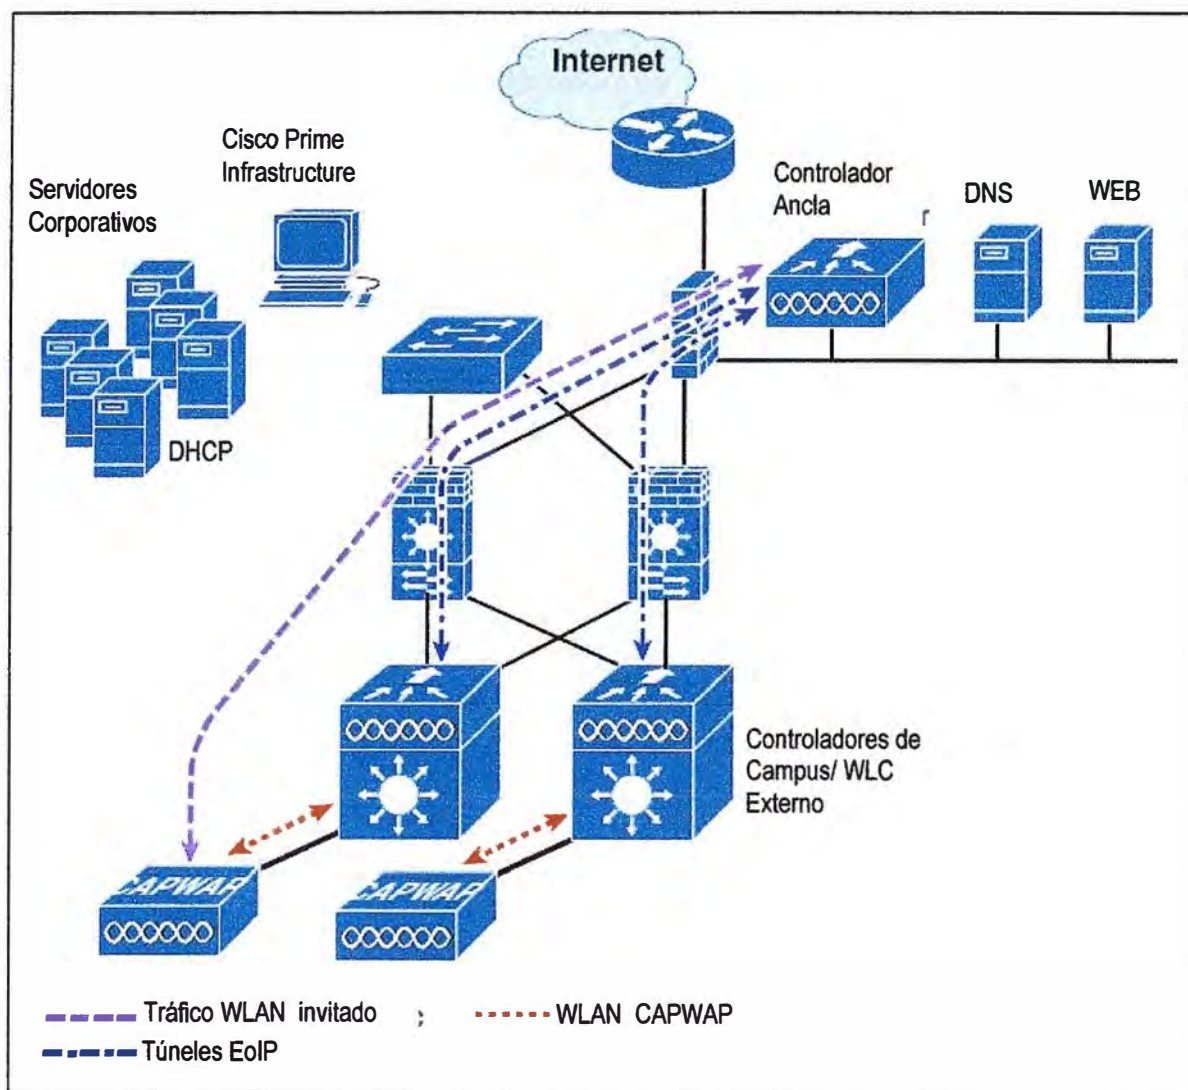 Internet
Cisco Prime
Infrastructure
Servidores
Corporativos
Controlador
Ancla
DNS
WEB
DHCP
Controladores de
Campus/ WLC
Externo
CAPWAP
CAPWAP
Tráfico WLAN invitado
WLAN CAPWAP
Túneles EoIP